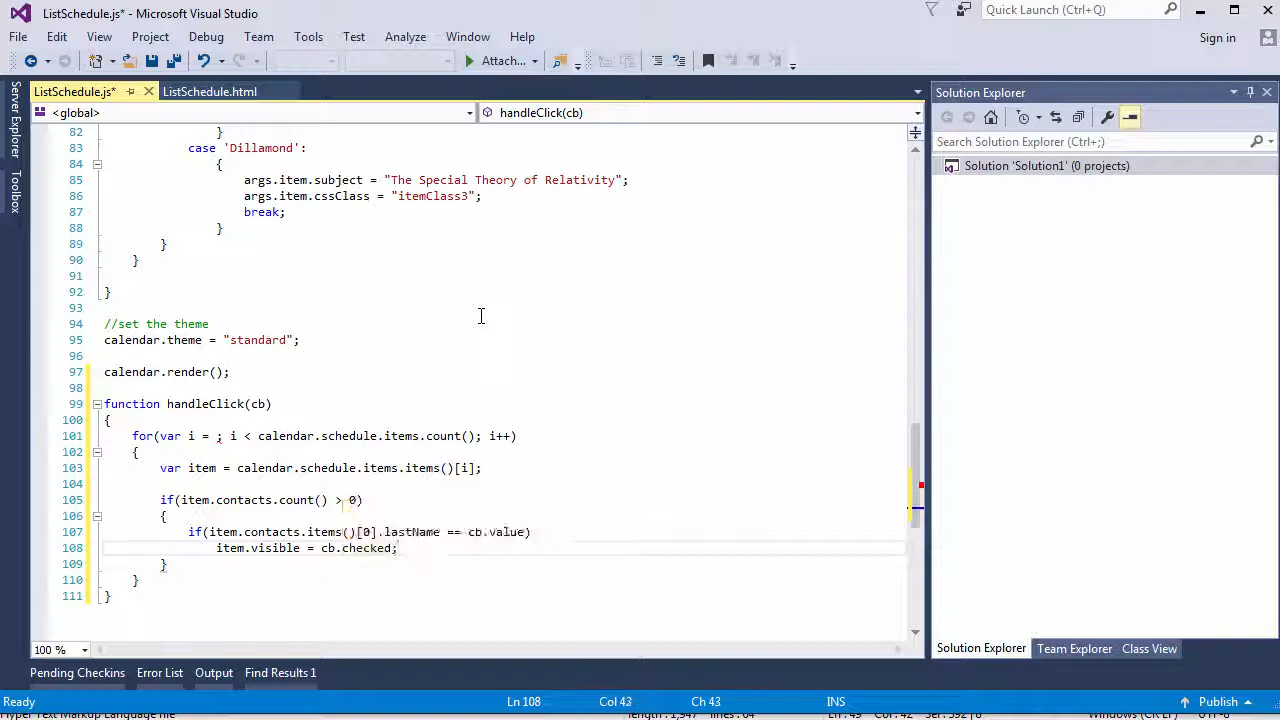 ListSchedule.js* - Microsoft Visual Studio
Quick Launch (Ctrl+Q)
File Edit View Project Debug Team Tools Test Analyze Window Help
Sign in
Attach...
Server Explorer
Toolbox
ListSchedule.js*
ListSchedule.html
<global>
handleClick(cb)
82 }
83 case 'Dillamond':
84 {
85 args.item.subject = "The Special Theory of Relativity";
86 args.item.cssClass = "itemClass3";
87 break;
88 }
89 }
90 }
91
92 }
93
94 //set the theme
95 calendar.theme = "standard";
96
97 calendar.render();
98
99 function handleClick(cb)
100 {
101 for(var i = ; i < calendar.schedule.items.count(); i++)
102 {
103 var item = calendar.schedule.items.items()[i];
104
105 if(item.contacts.count() > 0)
106 {
107 if(item.contacts.items()[0].lastName == cb.value)
108 item.visible = cb.checked;
109 }
110 }
111 }
100 %
Solution Explorer
Search Solution Explorer (Ctrl+;)
Solution 'Solution1' (0 projects)
Solution Explorer Team Explorer Class View
Pending Checkins Error List Output Find Results 1
Ready Ln 108 Col 43 Ch 43 INS Publish